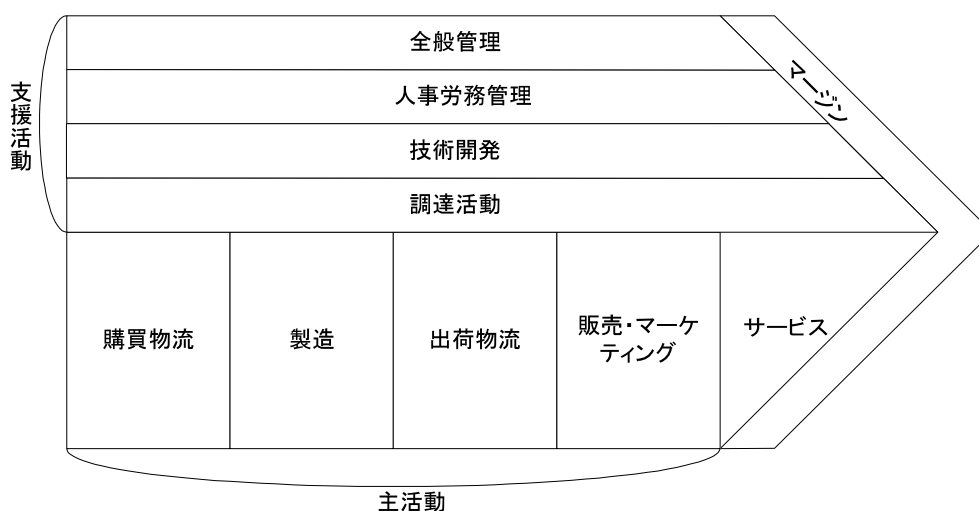 全般管理
マージン
人事労務管理
支援活動
技術開発
調達活動
購買物流
製造
出荷物流
販売・マーケ
ティング
サービス
主活動